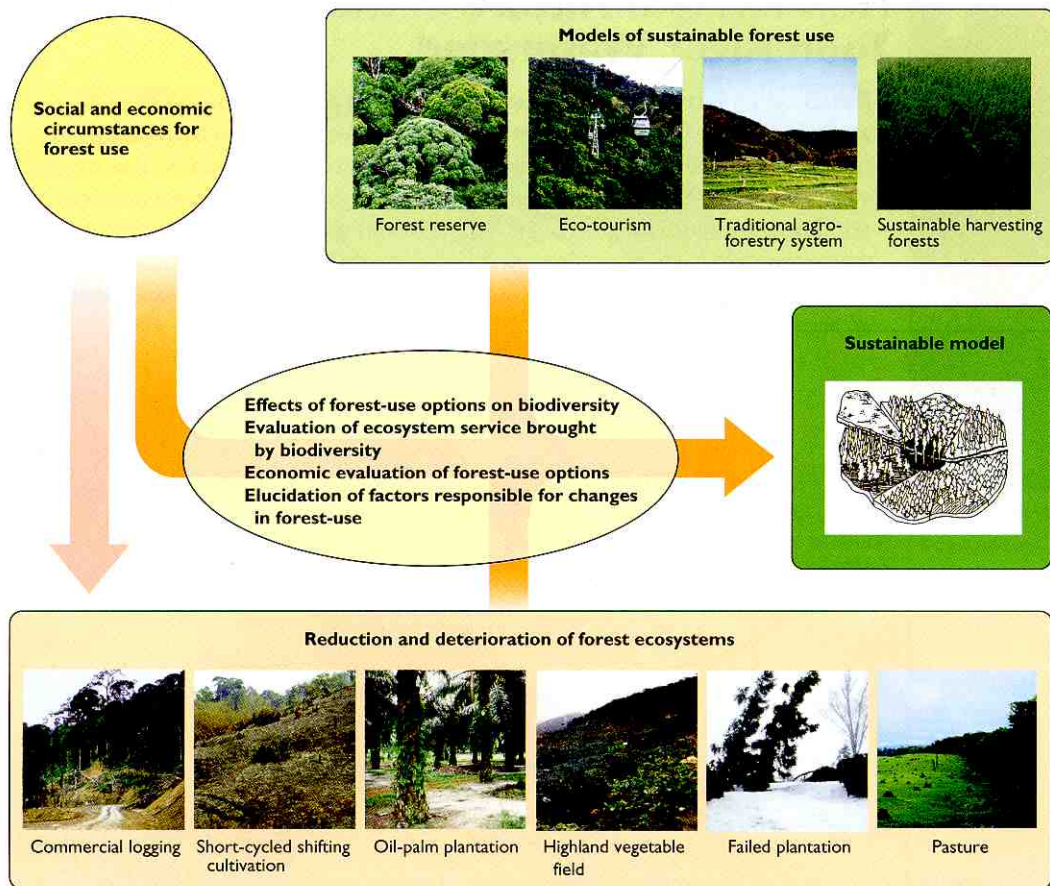 Social and economic
circumstances for
forest use
Models of sustainable forest use
Forest reserve
Eco-tourism
Traditional agro-
forestry system
Sustainable harvesting
forests
Effects of forest-use options on biodiversity
Evaluation of ecosystem service brought
by biodiversity
Economic evaluation of forest-use options
Elucidation of factors responsible for changes
in forest-use
Sustainable model
Reduction and deterioration of forest ecosystems
Commercial logging
Short-cycled shifting
cultivation
Oil-palm plantation
Highland vegetable
field
Failed plantation
Pasture